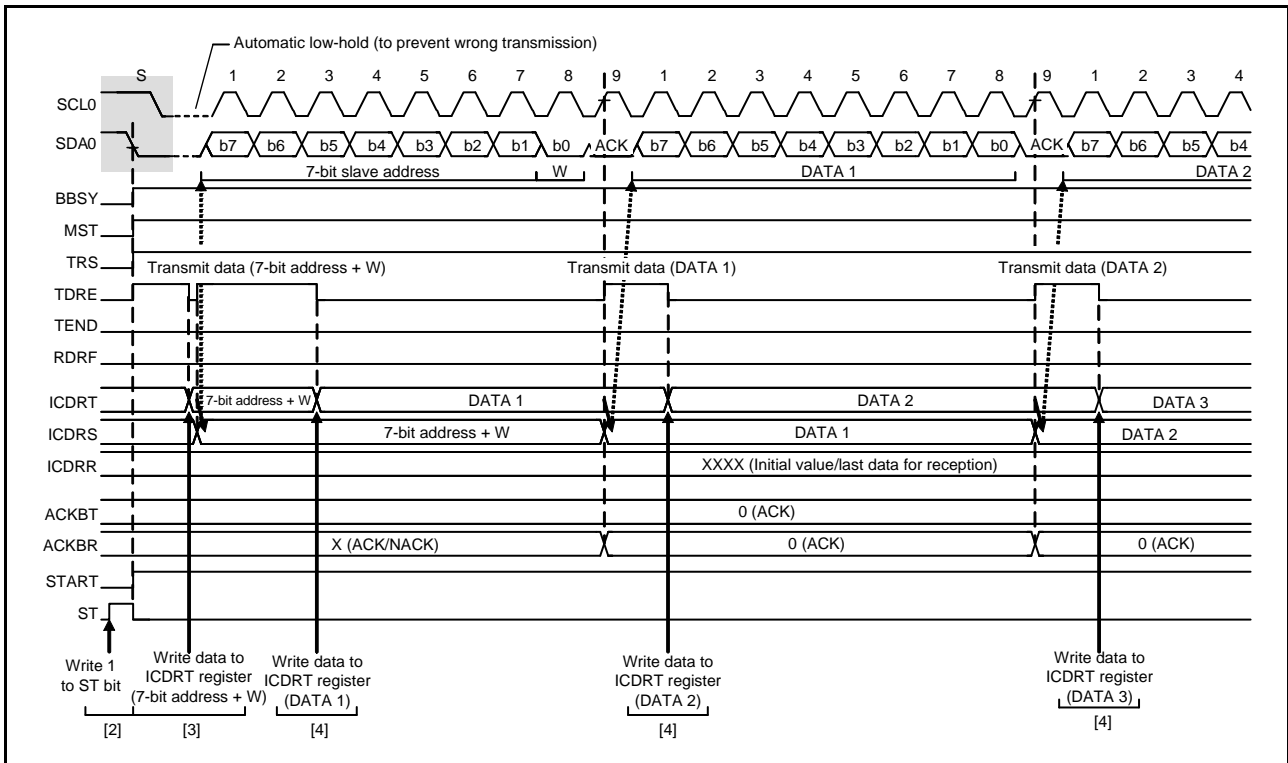 Automatic low-hold (to prevent wrong transmission)
S 1 2 3 4 5 6 7 8 9 1 2 3 4 5 6 7 8 9 1 2 3 4
SCL0
SDA0 b7 b6 b5 b4 b3 b2 b1 b0 ACK b7 b6 b5 b4 b3 b2 b1 b0 ACK b7 b6 b5 b4
7-bit slave address W DATA 1 DATA 2
BBSY
MST
TRS
Transmit data (7-bit address + W) Transmit data (DATA 1) Transmit data (DATA 2)
TDRE
TEND
RDRF
ICDRT 7-bit address + W DATA 1 DATA 2 DATA 3
ICDRS 7-bit address + W DATA 1 DATA 2
ICDRR XXXX (Initial value/last data for reception)
ACKBT 0 (ACK)
ACKBR X (ACK/NACK) 0 (ACK) 0 (ACK)
START
ST
Write 1
to ST bit
Write data to
ICDRT register
(7-bit address + W)
Write data to
ICDRT register
(DATA 1)
Write data to
ICDRT register
(DATA 2)
Write data to
ICDRT register
(DATA 3)
[2] [3] [4] [4] [4]